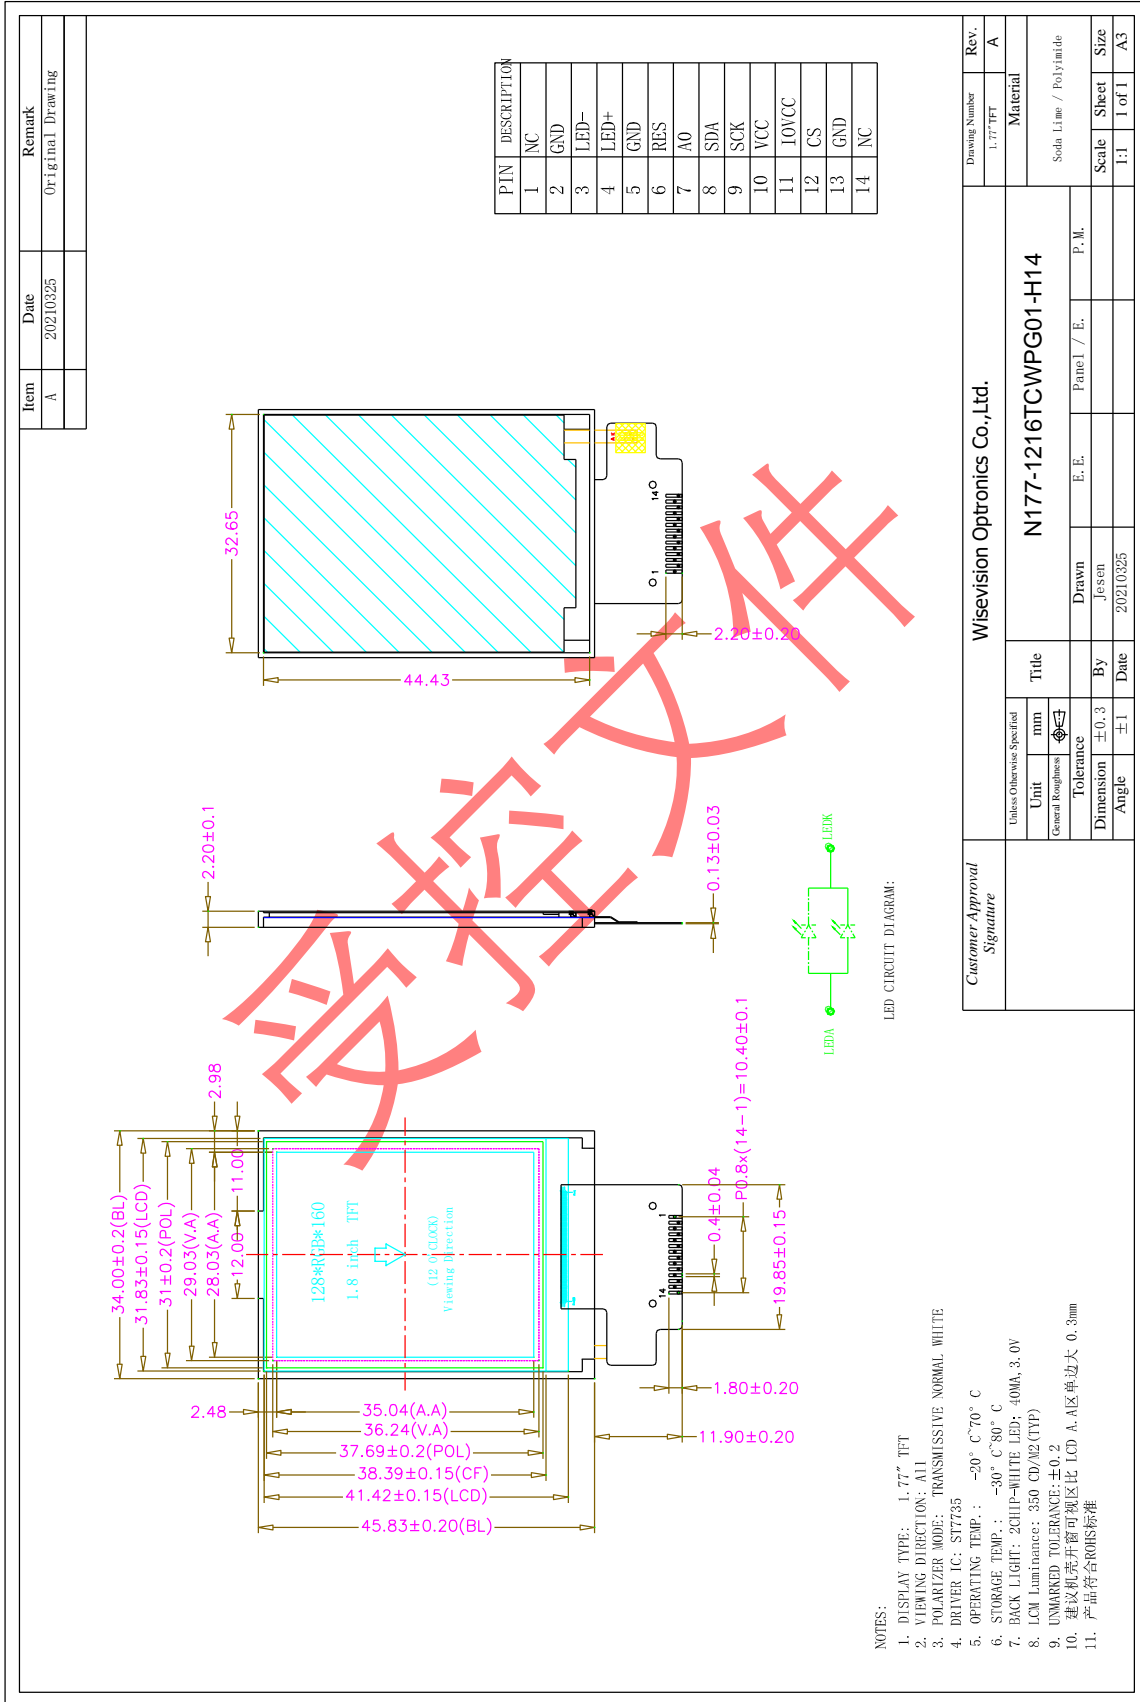 Item Date Remark
A 20210325 Original Drawing
34.00±0.2(BL)
31.83±0.15(LCD)
31±0.2(POL)
29.03(V.A)
28.03(A.A)
12.00
11.00
2.98
2.48
35.04(A.A)
36.24(V.A)
37.69±0.2(POL)
38.39±0.15(CF)
41.42±0.15(LCD)
45.83±0.20(BL)
128*RGB*160
1.8 inch TFT
(12 O'CLOCK)
Viewing Direction
14
1
1.80±0.20
11.90±0.20
0.4±0.04
P0.8x(14-1)=10.40±0.1
19.85±0.15
2.20±0.1
0.13±0.03
32.65
44.43
1
14
2.20±0.20
PIN DESCRIPTION
1 NC
2 GND
3 LED-
4 LED+
5 GND
6 RES
7 A0
8 SDA
9 SCK
10 VCC
11 IOVCC
12 CS
13 GND
14 NC
LEDA
LEDK
LED CIRCUIT DIAGRAM:
NOTES:
1. DISPLAY TYPE: 1.77" TFT
2. VIEWING DIRECTION: All
3. POLARIZER MODE: TRANSMISSIVE NORMAL WHITE
4. DRIVER IC: ST7735
5. OPERATING TEMP.: -20° C~70° C
6. STORAGE TEMP.: -30° C~80° C
7. BACK LIGHT: 2CHIP-WHITE LED; 40MA, 3.0V
8. LCM Luminance: 350 CD/M2(TYP)
9. UNMARKED TOLERANCE:±0.2
10. 建议机壳开窗可视区比 LCD A.A区单边大 0.3mm
11. 产品符合ROHS标准
受控文件
Customer Approval
Signature
Wisevision Optronics Co.,Ltd.
Drawing Number Rev.
1.77"TFT A
Unless Otherwise Specified
Unit mm
General Roughness
Tolerance
Dimension ±0.3
Angle ±1
Title
N177-1216TCWPG01-H14
Material
Soda Lime / Polyimide
Drawn E.E. Panel / E. P.M.
By Jesen
Date 20210325
Scale Sheet Size
1:1 1 of 1 A3